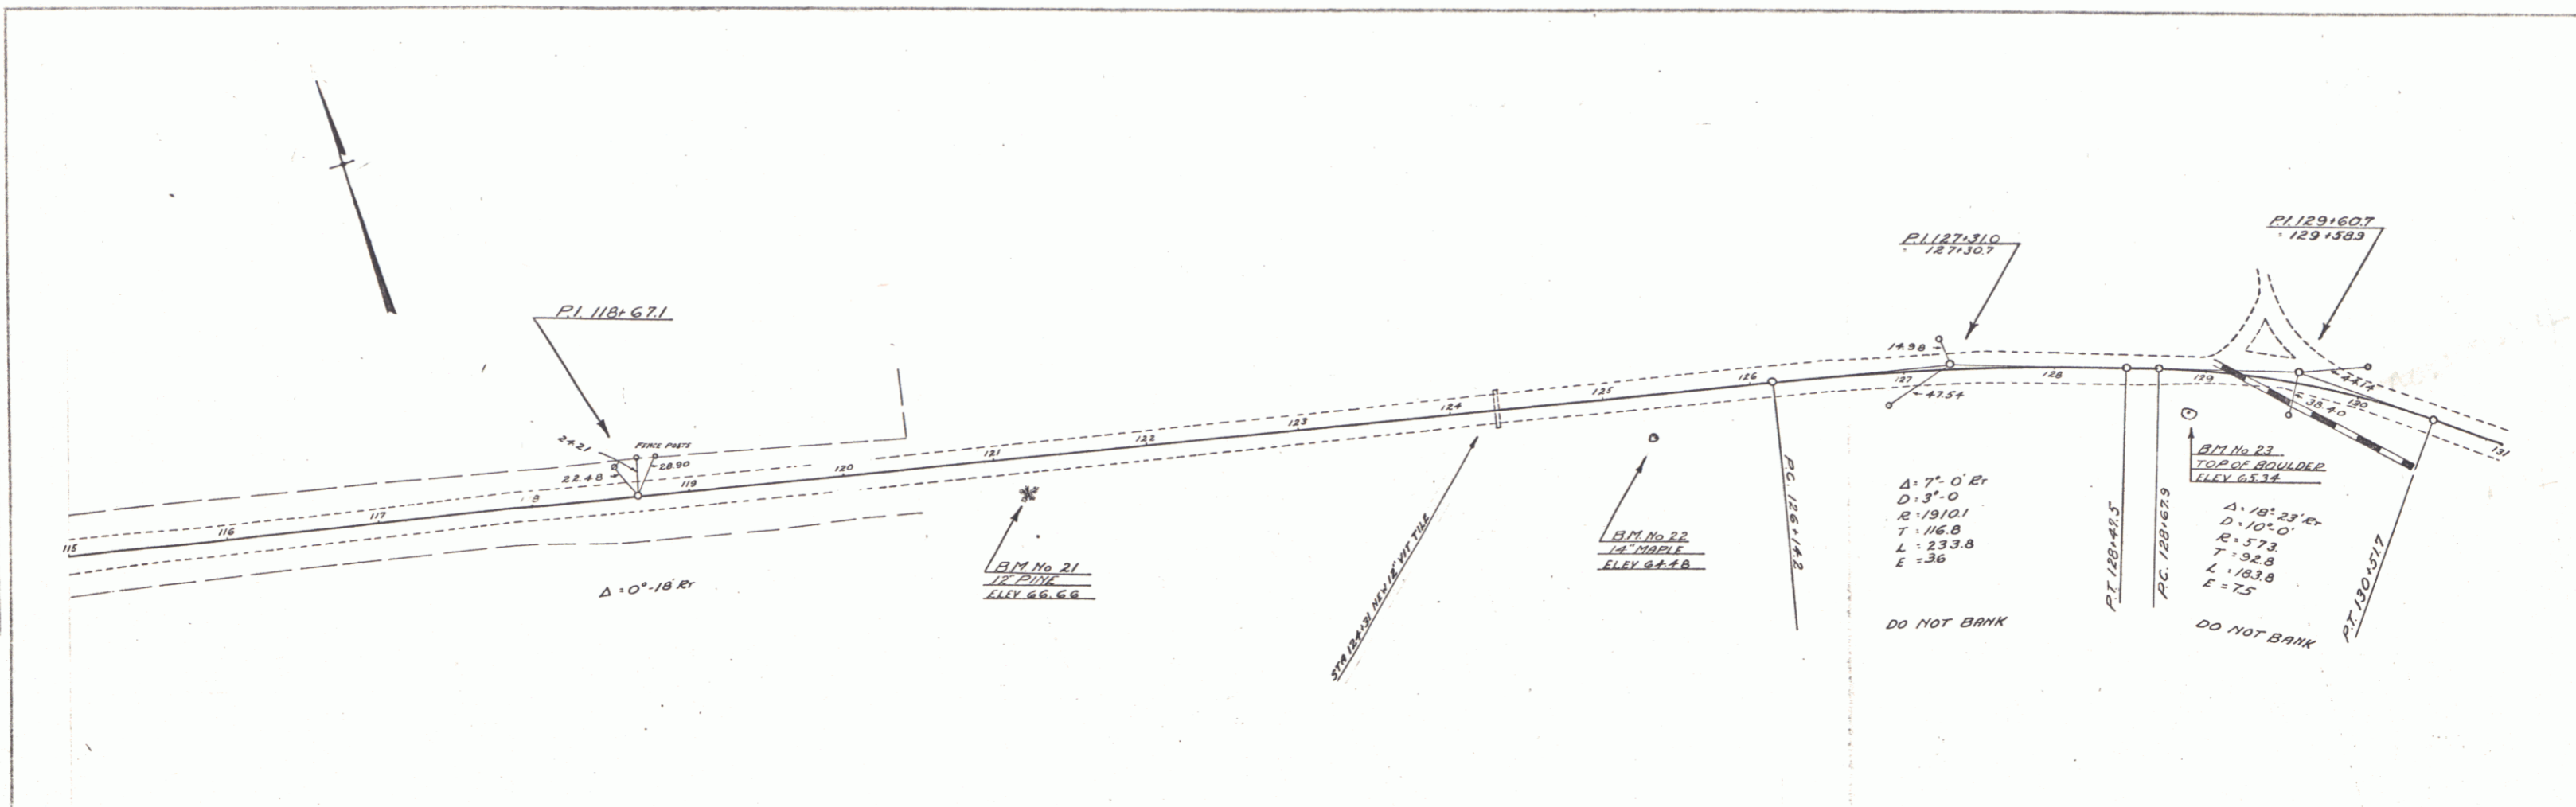 P.I. 118+67.1
24.21
FENCE POSTS
22.48
28.90
115
116
117
119
120
121
122
123
124
125
126
127
128
129
130
131
Δ = 0°-18' RT
B.M. No 21
12" PINE
ELEV 66.66
STA 124+31 NEW 12" VIT TILE
B.M. No 22
14" MAPLE
ELEV 64.48
P.C. 126+14.2
P.I. 127+31.0
= 127+30.7
14.98
47.54
Δ = 7°-0' RT
D = 3°-0
R = 1910.1
T = 116.8
L = 233.8
E = 36
DO NOT BANK
P.T. 128+47.5
P.C. 128+67.9
P.I. 129+60.7
= 129+58.9
44.14
38.40
B.M. No 23
TOP OF BOULDER
ELEV 65.34
Δ = 18°-23' RT
D = 10°-0'
R = 573.
T = 92.8
L = 183.8
E = 7.5
DO NOT BANK
P.T. 130+51.7